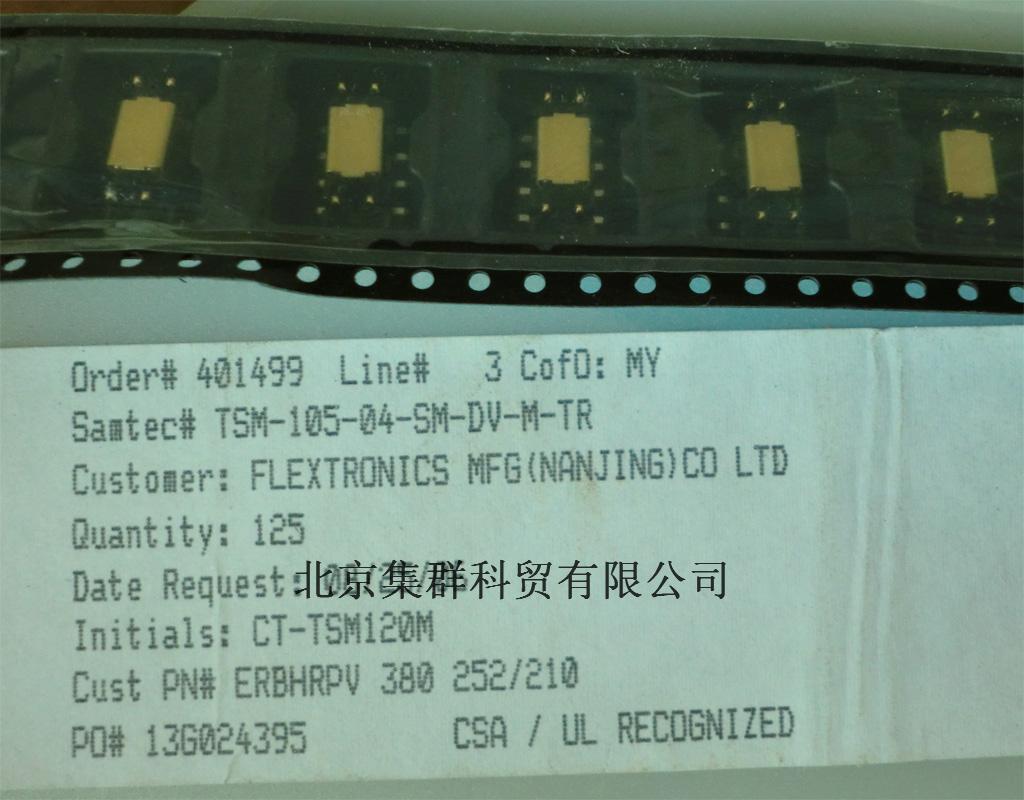 Order# 401499 Line# 3 CofO: MY
Samtec# TSM-105-04-SM-DV-M-TR
Customer: FLEXTRONICS MFG(NANJING)CO LTD
Quantity: 125
Date Request:
北京集群科贸有限公司
Initials: CT-TSM120M
Cust PN# ERBHRPV 380 252/210
PO# 13G024395 CSA / UL RECOGNIZED